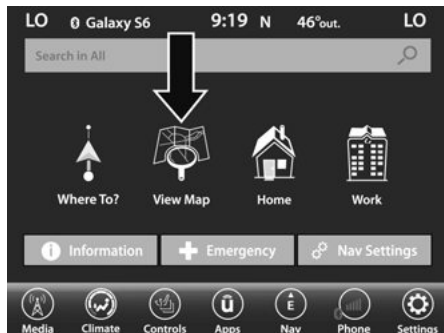 LO Galaxy S6 9:19 N 46°out. LO
Search in All
Where To? View Map Home Work
i Information Emergency Nav Settings
Media Climate Controls ū Apps E Nav Phone Settings